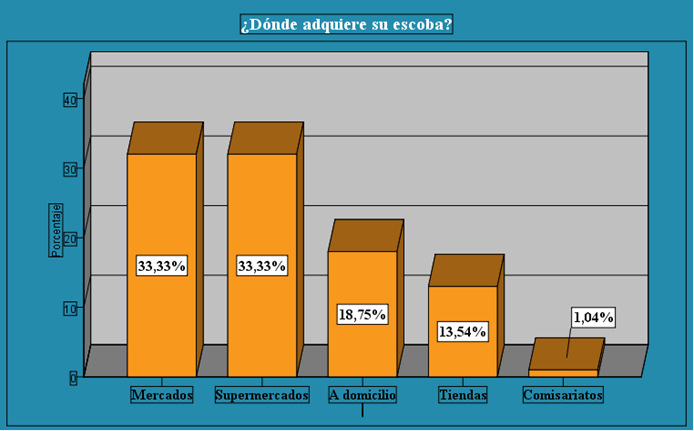 ¿Dónde adquiere su escoba?
Porcentaje
40
30
20
10
0
33,33%
33,33%
18,75%
13,54%
1,04%
Mercados
Supermercados
A domicilio
Tiendas
Comisariatos